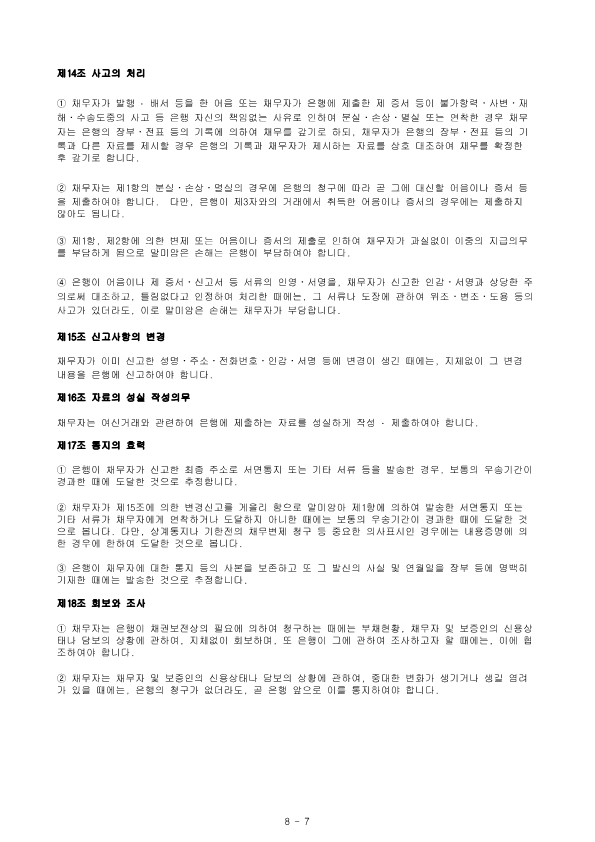 제14조 사고의 처리
① 채무자가 발행 · 배서 등을 한 어음 또는 채무자가 은행에 제출한 제 증서 등이 불가항력·사변·재
해·수송도중의 사고 등 은행 자신의 책임없는 사유로 인하여 분실·손상·멸실 또는 연착한 경우 채무
자는 은행의 장부·전표 등의 기록에 의하여 채무를 갚기로 하되, 채무자가 은행의 장부·전표 등의 기
록과 다른 자료를 제시할 경우 은행의 기록과 채무자가 제시하는 자료를 상호 대조하여 채무를 확정한
후 갚기로 합니다.
② 채무자는 제1항의 분실·손상·멸실의 경우에 은행의 청구에 따라 곧 그에 대신할 어음이나 증서 등
을 제출하여야 합니다. 다만, 은행이 제3자와의 거래에서 취득한 어음이나 증서의 경우에는 제출하지
않아도 됩니다.
③ 제1항, 제2항에 의한 변제 또는 어음이나 증서의 제출로 인하여 채무자가 과실없이 이중의 지급의무
를 부담하게 됨으로 말미암은 손해는 은행이 부담하여야 합니다.
④ 은행이 어음이나 제 증서·신고서 등 서류의 인영·서명을, 채무자가 신고한 인감·서명과 상당한 주
의로써 대조하고, 틀림없다고 인정하여 처리한 때에는, 그 서류나 도장에 관하여 위조·변조·도용 등의
사고가 있더라도, 이로 말미암은 손해는 채무자가 부담합니다.
제15조 신고사항의 변경
채무자가 이미 신고한 성명·주소·전화번호·인감·서명 등에 변경이 생긴 때에는, 지체없이 그 변경
내용을 은행에 신고하여야 합니다.
제16조 자료의 성실 작성의무
채무자는 여신거래와 관련하여 은행에 제출하는 자료를 성실하게 작성 · 제출하여야 합니다.
제17조 통지의 효력
① 은행이 채무자가 신고한 최종 주소로 서면통지 또는 기타 서류 등을 발송한 경우, 보통의 우송기간이
경과한 때에 도달한 것으로 추정합니다.
② 채무자가 제15조에 의한 변경신고를 게을리 함으로 말미암아 제1항에 의하여 발송한 서면통지 또는
기타 서류가 채무자에게 연착하거나 도달하지 아니한 때에는 보통의 우송기간이 경과한 때에 도달한 것
으로 봅니다. 다만, 상계통지나 기한전의 채무변제 청구 등 중요한 의사표시인 경우에는 내용증명에 의
한 경우에 한하여 도달한 것으로 봅니다.
③ 은행이 채무자에 대한 통지 등의 사본을 보존하고 또 그 발신의 사실 및 연월일을 장부 등에 명백히
기재한 때에는 발송한 것으로 추정합니다.
제18조 회보와 조사
① 채무자는 은행이 채권보전상의 필요에 의하여 청구하는 때에는 부채현황, 채무자 및 보증인의 신용상
태나 담보의 상황에 관하여, 지체없이 회보하며, 또 은행이 그에 관하여 조사하고자 할 때에는, 이에 협
조하여야 합니다.
② 채무자는 채무자 및 보증인의 신용상태나 담보의 상황에 관하여, 중대한 변화가 생기거나 생길 염려
가 있을 때에는, 은행의 청구가 없더라도, 곧 은행 앞으로 이를 통지하여야 합니다.
8 - 7